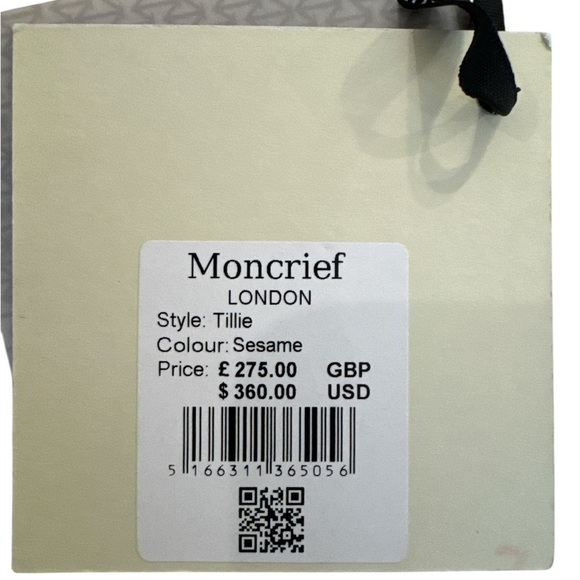 Moncrief
LONDON
Style: Tillie
Colour: Sesame
Price: £ 275.00 GBP
$ 360.00 USD
5 166311 365056